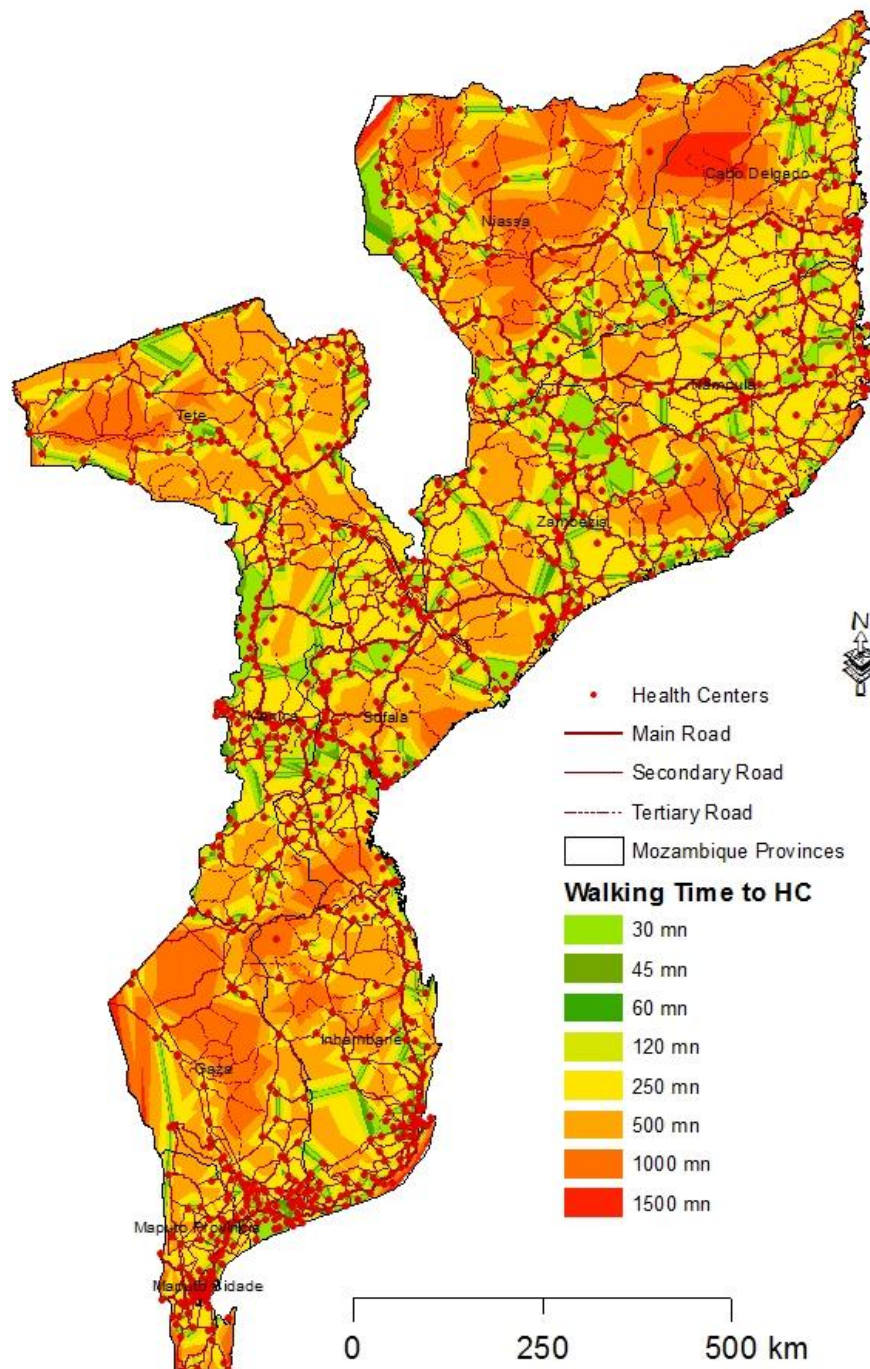 Cabo Delgado
Niassa
Nampula
Tete
Zambezia
N
Health Centers
Main Road
Manica
Sofala
Secondary Road
Tertiary Road
Mozambique Provinces
Walking Time to HC
30 mn
45 mn
60 mn
120 mn
250 mn
Inhambane
500 mn
Gaza
1000 mn
1500 mn
Maputo Provincia
Maputo Cidade
0 250 500 km